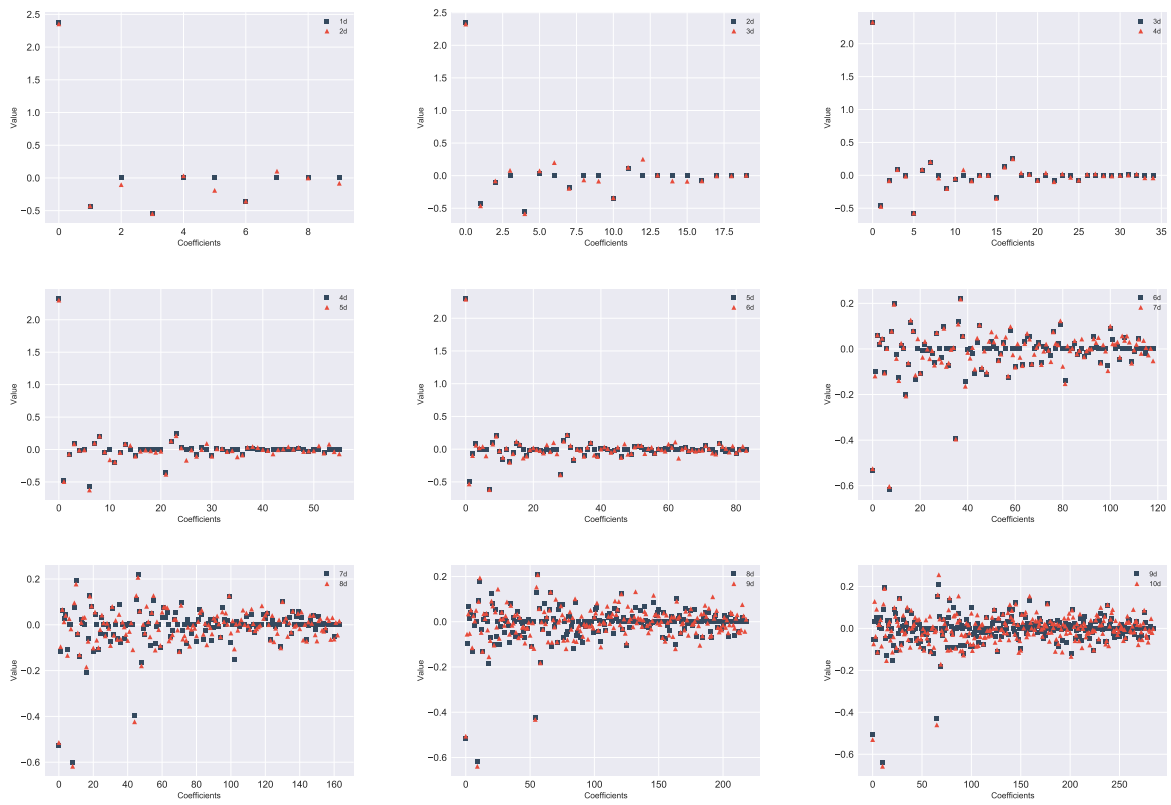 2.5
2.0
1.5
1.0
0.5
0.0
−0.5
Value
0 2 4 6 8
Coefficients
1d
2d
2.5
2.0
1.5
1.0
0.5
0.0
−0.5
Value
0.0 2.5 5.0 7.5 10.0 12.5 15.0 17.5
Coefficients
2d
3d
2.0
1.5
1.0
0.5
0.0
−0.5
Value
0 5 10 15 20 25 30 35
Coefficients
3d
4d
2.0
1.5
1.0
0.5
0.0
−0.5
Value
0 10 20 30 40 50
Coefficients
4d
5d
2.0
1.5
1.0
0.5
0.0
−0.5
Value
0 20 40 60 80
Coefficients
5d
6d
0.2
0.0
−0.2
−0.4
−0.6
Value
0 20 40 60 80 100 120
Coefficients
6d
7d
0.2
0.0
−0.2
−0.4
−0.6
Value
0 20 40 60 80 100 120 140 160
Coefficients
7d
8d
0.2
0.0
−0.2
−0.4
−0.6
Value
0 50 100 150 200
Coefficients
8d
9d
0.2
0.0
−0.2
−0.4
−0.6
Value
0 50 100 150 200 250
Coefficients
9d
10d